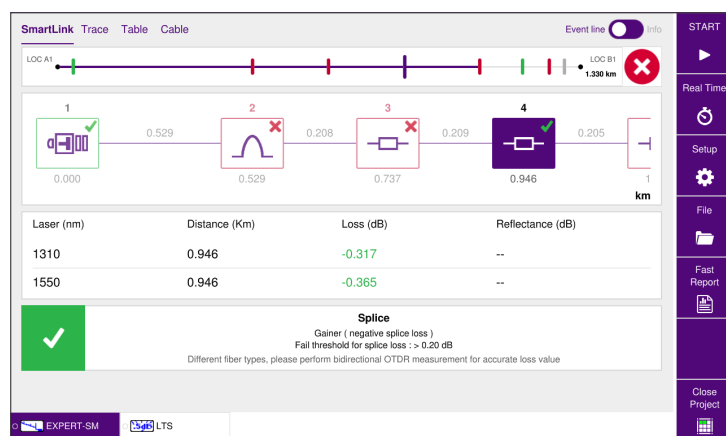 SmartLink Trace Table Cable Event line Info START
LOC A1 LOC B1
1.330 km
Real Time
1 2 3 4
0.529 0.208 0.209 0.205
Setup
0.000 0.529 0.737 0.946 1
km
File
Laser (nm) Distance (Km) Loss (dB) Reflectance (dB)
1310 0.946 -0.317 --
1550 0.946 -0.365 --
Fast
Report
Splice
Gainer ( negative splice loss )
Fail threshold for splice loss : > 0.20 dB
Different fiber types, please perform bidirectional OTDR measurement for accurate loss value
Close
Project
EXPERT-SM LTS